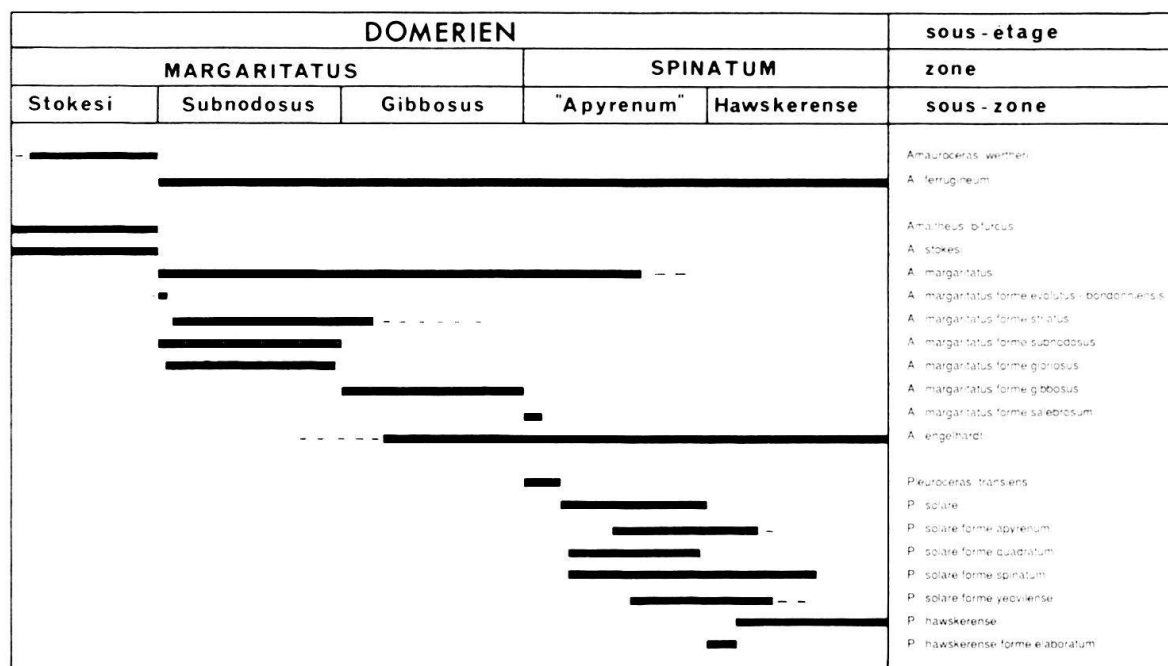 DOMERIEN sous-étage
MARGARITATUS SPINATUM zone
Stokesi Subnodosus Gibbosus "Apyrenum" Hawskerense sous-zone
Amauroceras wertheri
A ferrugineum
Amaltheus bifurcus
A stokesi
A margaritatus
A margaritatus forme evolutus - bondonniensis
A margaritatus forme striatus
A margaritatus forme subnodosus
A margaritatus forme gloriosus
A margaritatus forme gibbosus
A margaritatus forme salebrosum
A engelhardti
Pleuroceras transiens
P solare
P solare forme apyrenum
P solare forme quadratum
P solare forme spinatum
P solare forme yeovilense
P hawskerense
P hawskerense forme elaboratum